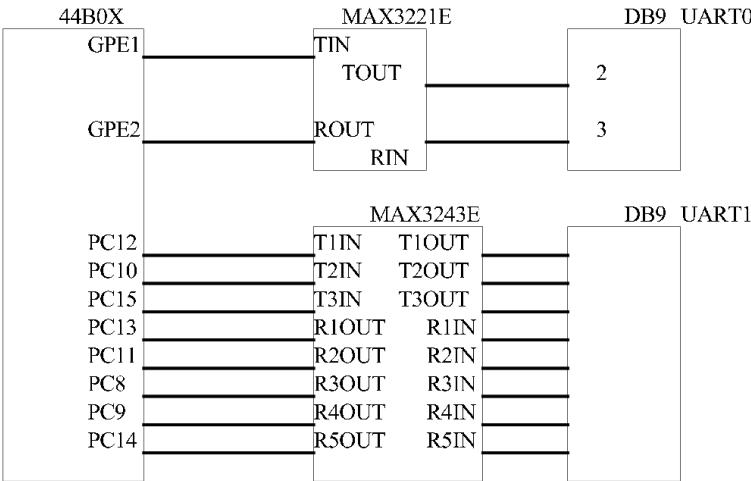 44B0X MAX3221E DB9 UART0
GPE1 TIN
TOUT 2
GPE2 ROUT 3
RIN
MAX3243E DB9 UART1
PC12 T1IN T1OUT
PC10 T2IN T2OUT
PC15 T3IN T3OUT
PC13 R1OUT R1IN
PC11 R2OUT R2IN
PC8 R3OUT R3IN
PC9 R4OUT R4IN
PC14 R5OUT R5IN